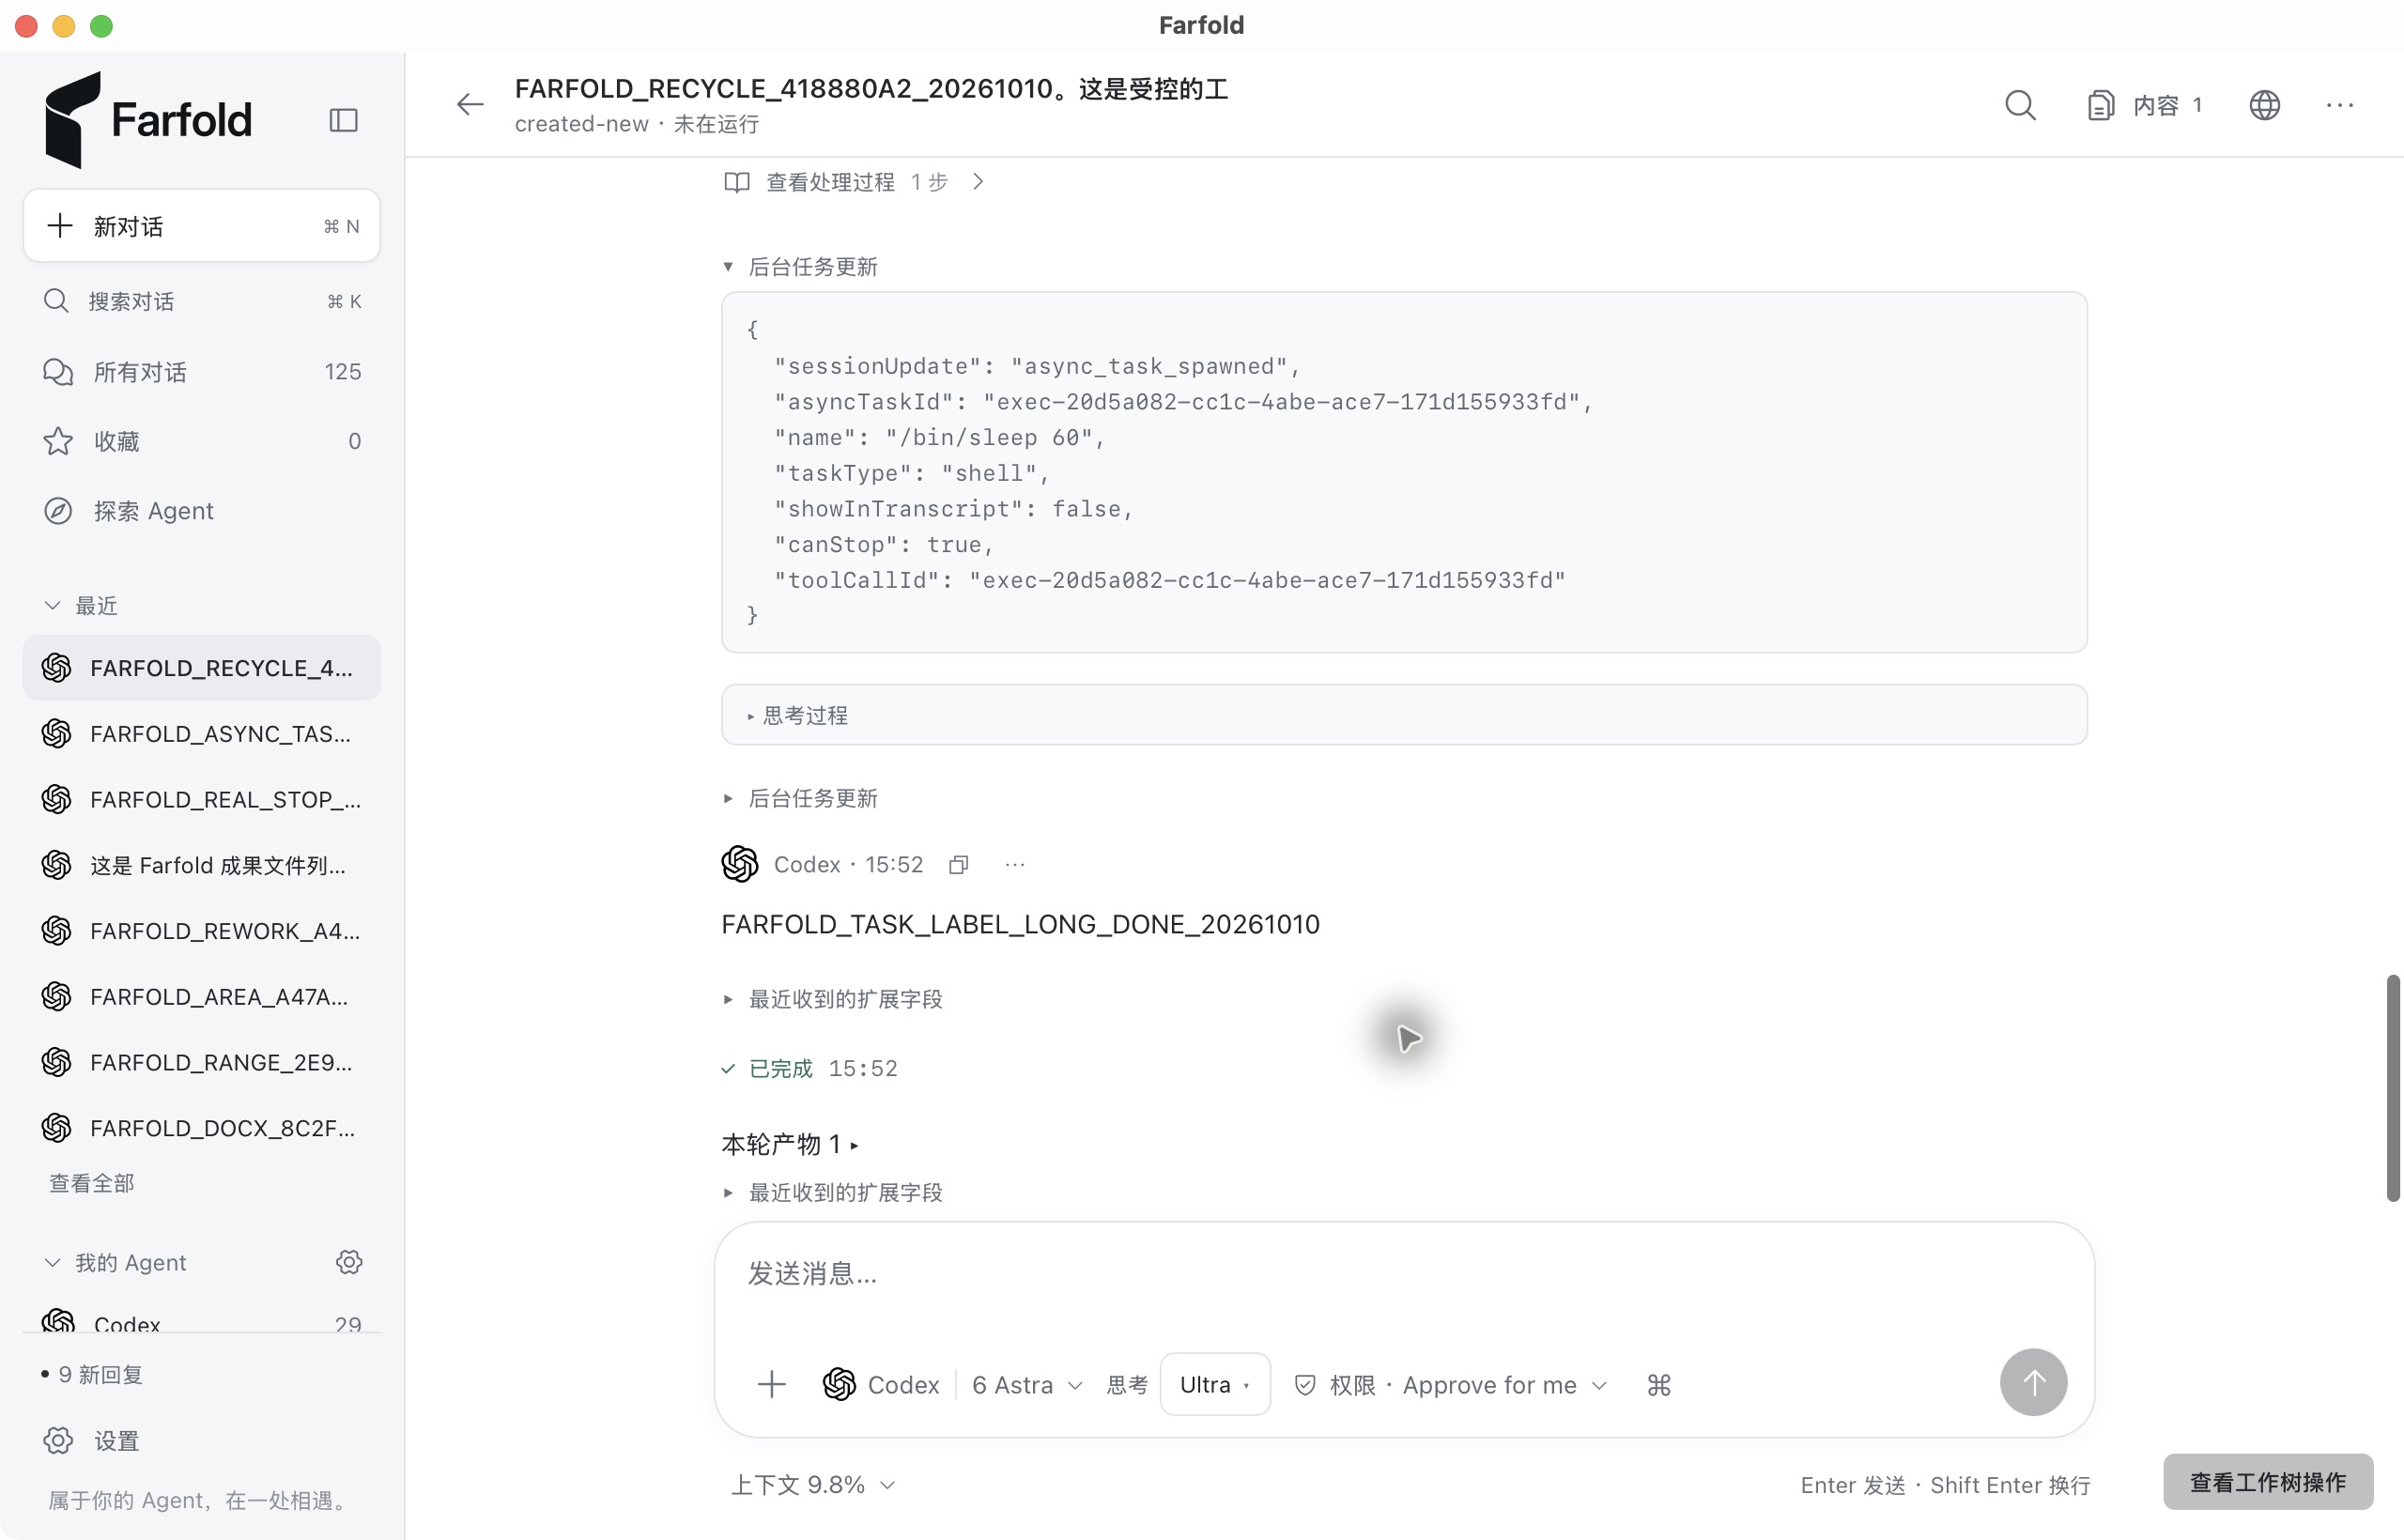 Farfold
Farfold
新对话 ⌘ N
搜索对话 ⌘ K
所有对话 125
收藏 0
探索 Agent
最近
FARFOLD_RECYCLE_4...
FARFOLD_ASYNC_TAS...
FARFOLD_REAL_STOP_...
这是 Farfold 成果文件列...
FARFOLD_REWORK_A4...
FARFOLD_AREA_A47A...
FARFOLD_RANGE_2E9...
FARFOLD_DOCX_8C2F...
查看全部
我的 Agent
Codex 29
9 新回复
设置
属于你的 Agent，在一处相遇。
FARFOLD_RECYCLE_418880A2_20261010。这是受控的工
created-new · 未在运行
内容 1
查看处理过程 1 步
后台任务更新
{
"sessionUpdate": "async_task_spawned",
"asyncTaskId": "exec-20d5a082-cc1c-4abe-ace7-171d155933fd",
"name": "/bin/sleep 60",
"taskType": "shell",
"showInTranscript": false,
"canStop": true,
"toolCallId": "exec-20d5a082-cc1c-4abe-ace7-171d155933fd"
}
思考过程
后台任务更新
Codex · 15:52
FARFOLD_TASK_LABEL_LONG_DONE_20261010
最近收到的扩展字段
已完成 15:52
本轮产物 1
最近收到的扩展字段
发送消息...
Codex 6 Astra 思考 Ultra 权限 · Approve for me ⌘
上下文 9.8%
Enter 发送 · Shift Enter 换行
查看工作树操作